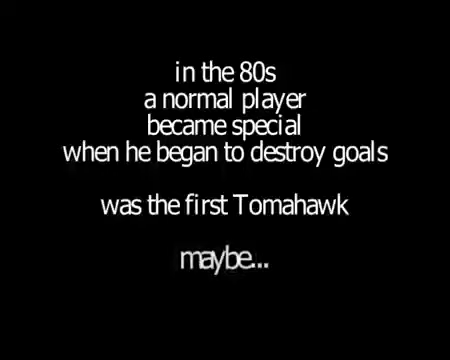 in the 80s
a normal player
became special
when he began to destroy goals
was the first Tomahawk
maybe...